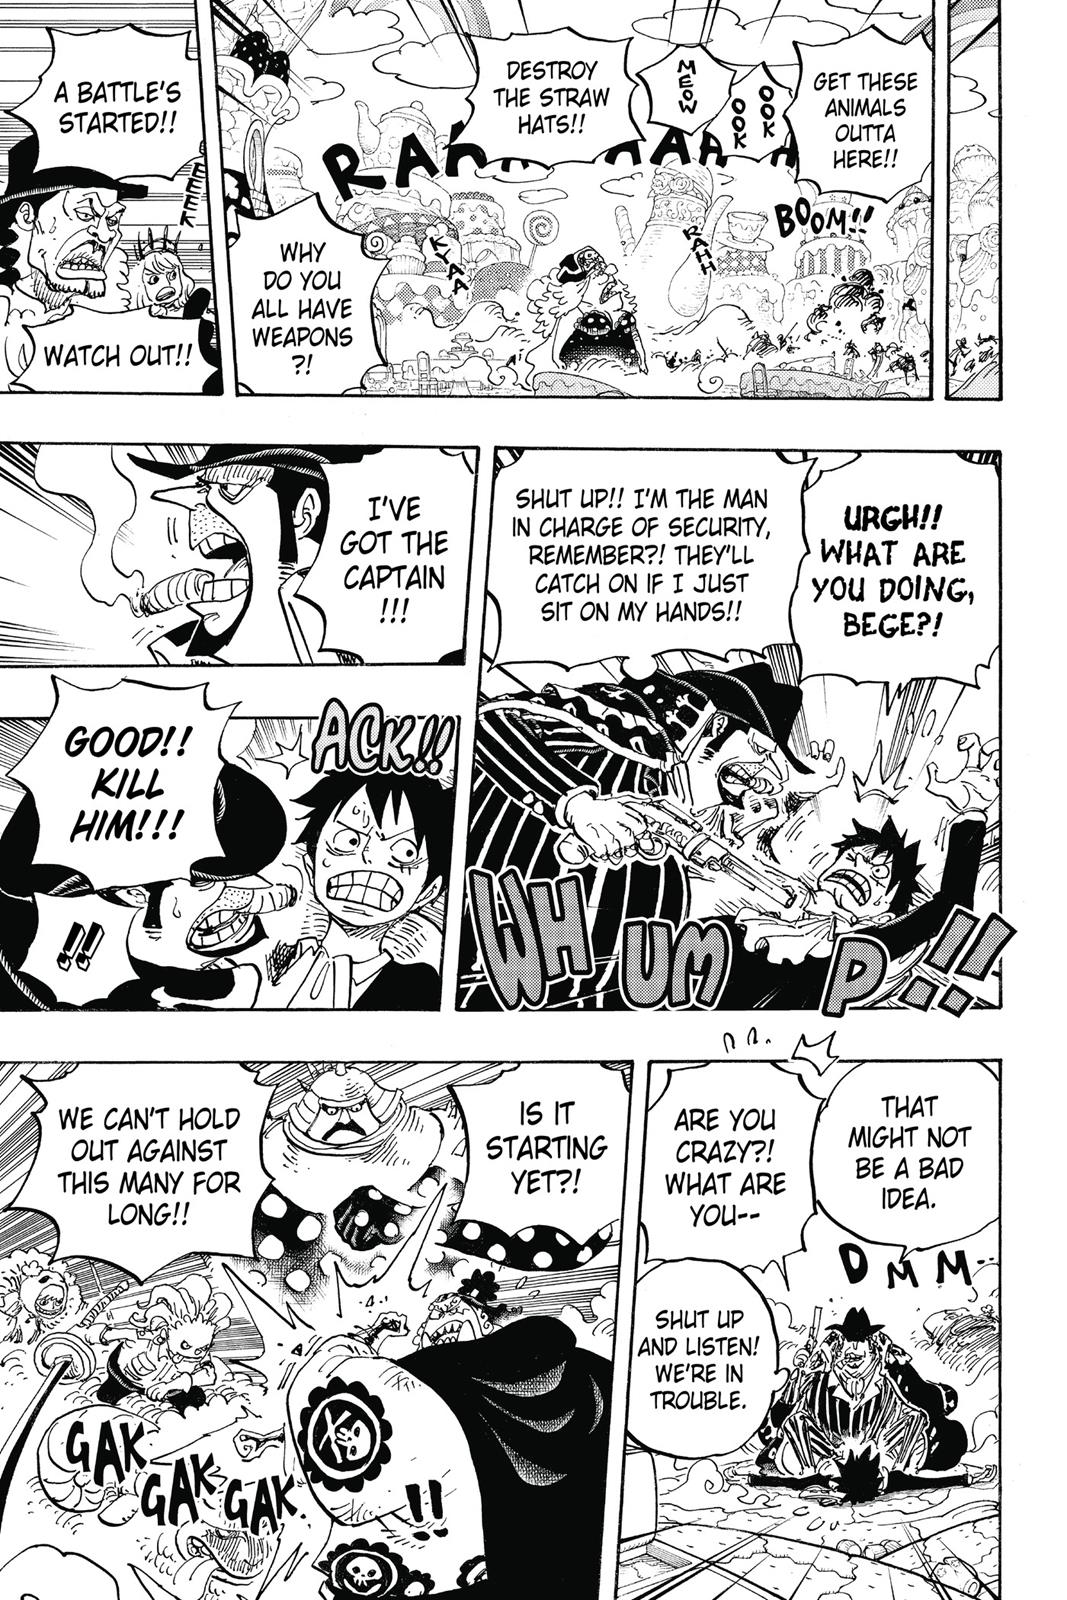 GET THESE
ANIMALS
OUTTA
HERE!!
OOK
OOK
MEOW
DESTROY
THE STRAW
HATS!!
BOOM!!
RAHH
KYAA
WHY
DO YOU
ALL HAVE
WEAPONS
?!
A BATTLE'S
STARTED!!
EEEK
WATCH OUT!!
URGH!!
WHAT ARE
YOU DOING,
BEGE?!
SHUT UP!! I'M THE MAN
IN CHARGE OF SECURITY,
REMEMBER?! THEY'LL
CATCH ON IF I JUST
SIT ON MY HANDS!!
WHUMP!!
I'VE
GOT THE
CAPTAIN
!!!
ACK!!
GOOD!!
KILL
HIM!!!
!!
THAT
MIGHT NOT
BE A BAD
IDEA.
ARE YOU
CRAZY?!
WHAT ARE
YOU--
DMM...
SHUT UP
AND LISTEN!
WE'RE IN
TROUBLE.
IS IT
STARTING
YET?!
WE CAN'T HOLD
OUT AGAINST
THIS MANY FOR
LONG!!
GAK
GAK
GAK
!!